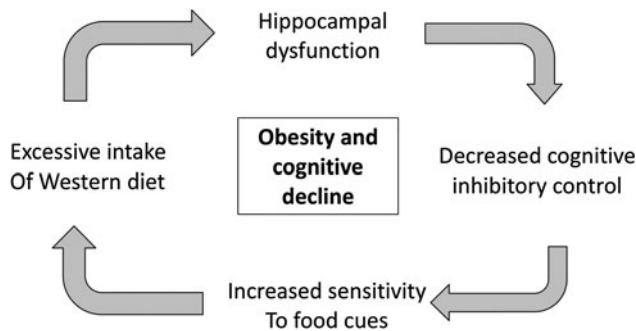 Hippocampal
dysfunction
Excessive intake
Of Western diet
Obesity and
cognitive
decline
Decreased cognitive
inhibitory control
Increased sensitivity
To food cues